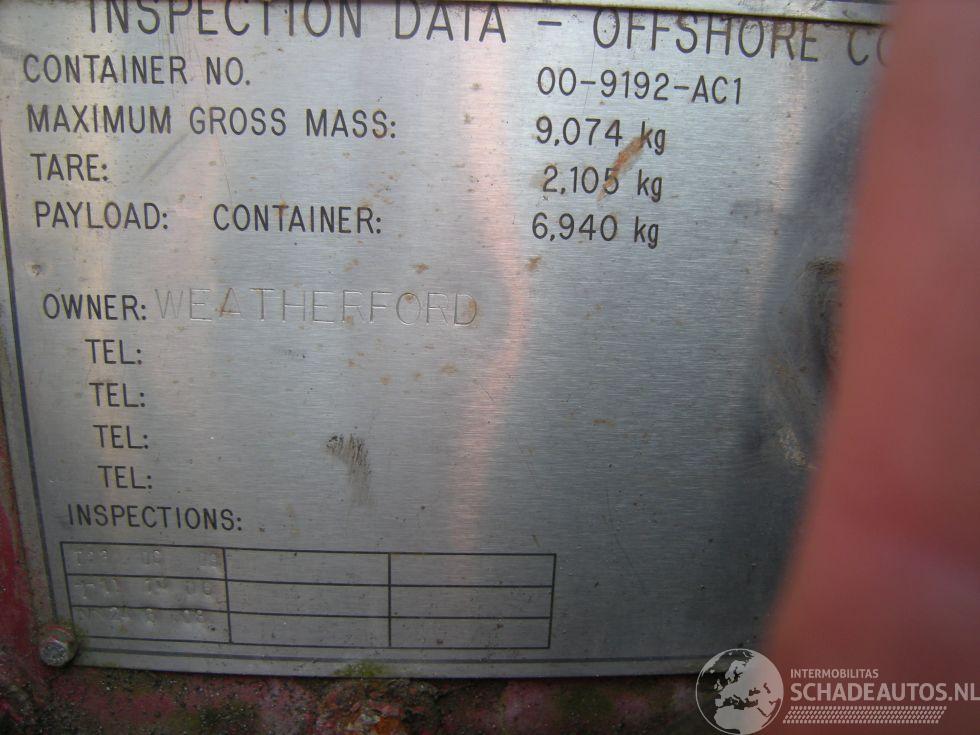 INSPECTION DATA - OFFSHORE
CONTAINER NO. 00-9192-AC1
MAXIMUM GROSS MASS: 9,074 kg
TARE: 2,105 kg
PAYLOAD: CONTAINER: 6,940 kg
OWNER: WEATHERFORD
TEL:
TEL:
TEL:
TEL:
INSPECTIONS:
INTERMOBILITAS
SCHADEAUTOS.NL